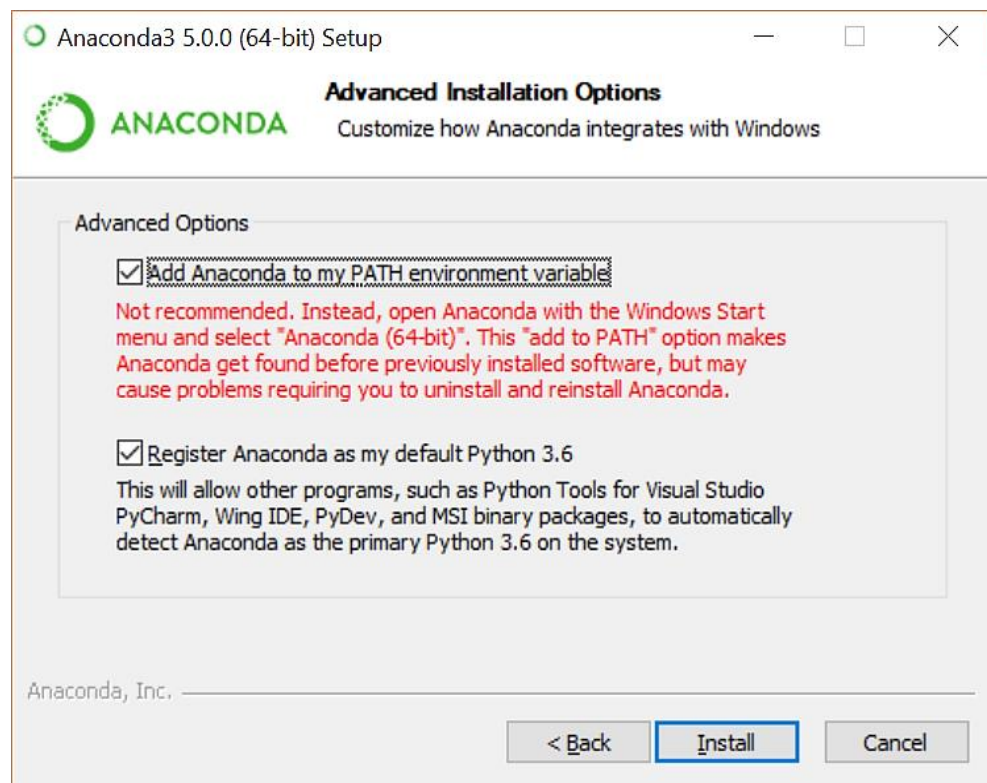 Anaconda3 5.0.0 (64-bit) Setup
ANACONDA
Advanced Installation Options
Customize how Anaconda integrates with Windows
Advanced Options
Add Anaconda to my PATH environment variable
Not recommended. Instead, open Anaconda with the Windows Start
menu and select "Anaconda (64-bit)". This "add to PATH" option makes
Anaconda get found before previously installed software, but may
cause problems requiring you to uninstall and reinstall Anaconda.
Register Anaconda as my default Python 3.6
This will allow other programs, such as Python Tools for Visual Studio
PyCharm, Wing IDE, PyDev, and MSI binary packages, to automatically
detect Anaconda as the primary Python 3.6 on the system.
Anaconda, Inc.
< Back
Install
Cancel